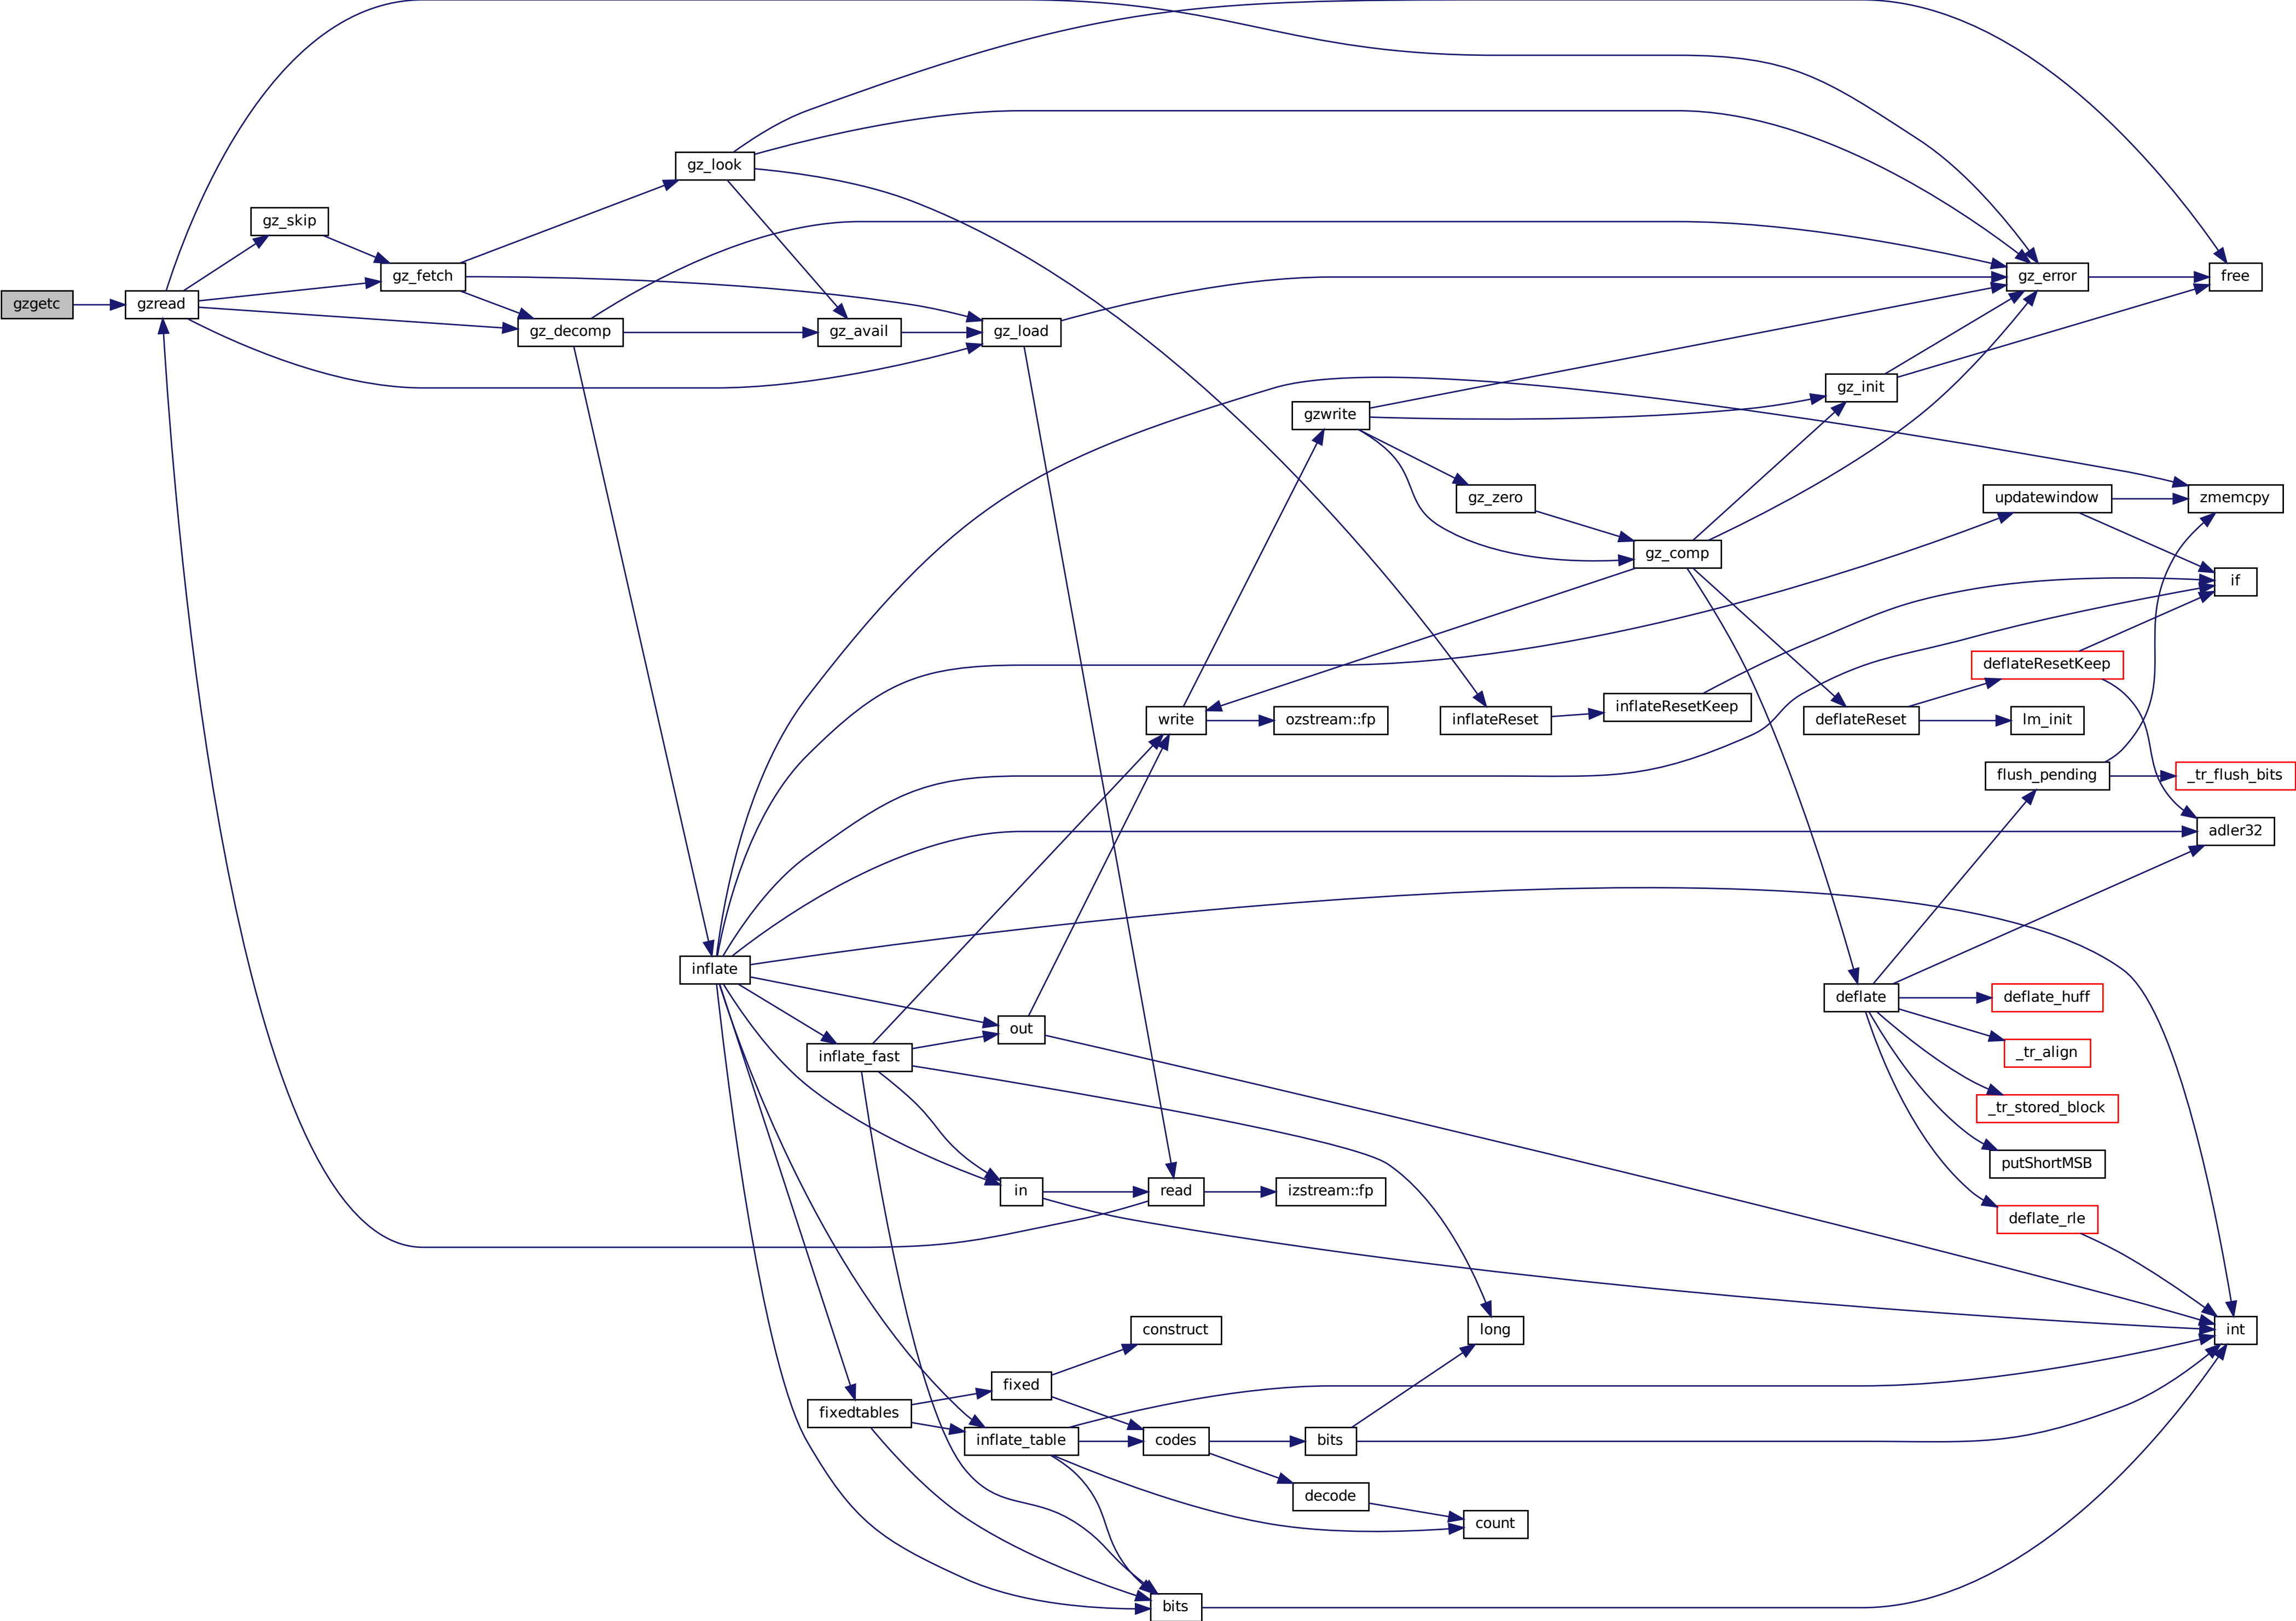 gz_look
gz_skip
gz_fetch
gz_error
free
gzgetc
gzread
gz_decomp
gz_avail
gz_load
gz_init
gzwrite
gz_zero
updatewindow
zmemcpy
gz_comp
if
deflateResetKeep
inflateResetKeep
write
ozstream::fp
inflateReset
deflateReset
lm_init
flush_pending
_tr_flush_bits
adler32
inflate
deflate
deflate_huff
out
inflate_fast
_tr_align
_tr_stored_block
putShortMSB
in
read
izstream::fp
deflate_rle
construct
long
int
fixed
fixedtables
inflate_table
codes
bits
decode
count
bits